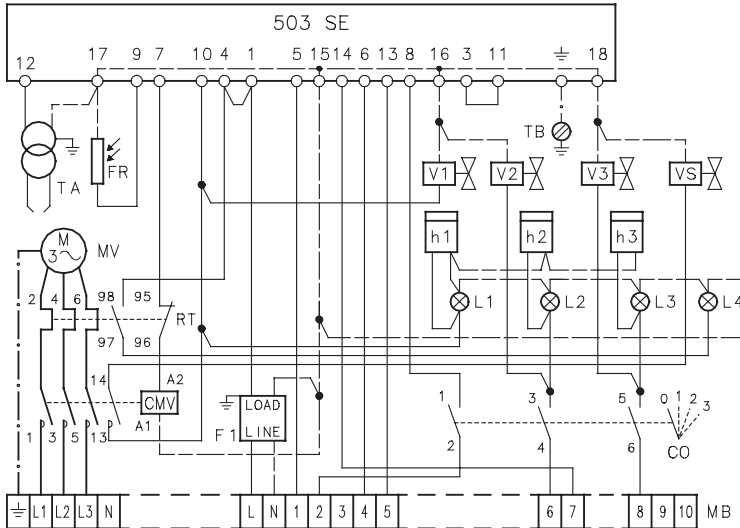 503 SE
12 17 9 7 10 4 1 5 15 14 6 13 8 16 3 11 18
TB
TA FR V1 V2 V3 VS
h1 h2 h3
M
3
MV
2 4 6 98 95 L1 L2 L3 L4
RT
97 96
14 A2
CMV LOAD 1 3 5 0 1 2 3
A1 F1 LINE
1 3 5 13 2 4 6 CO
L1 L2 L3 N L N 1 2 3 4 5 6 7 8 9 10 MB